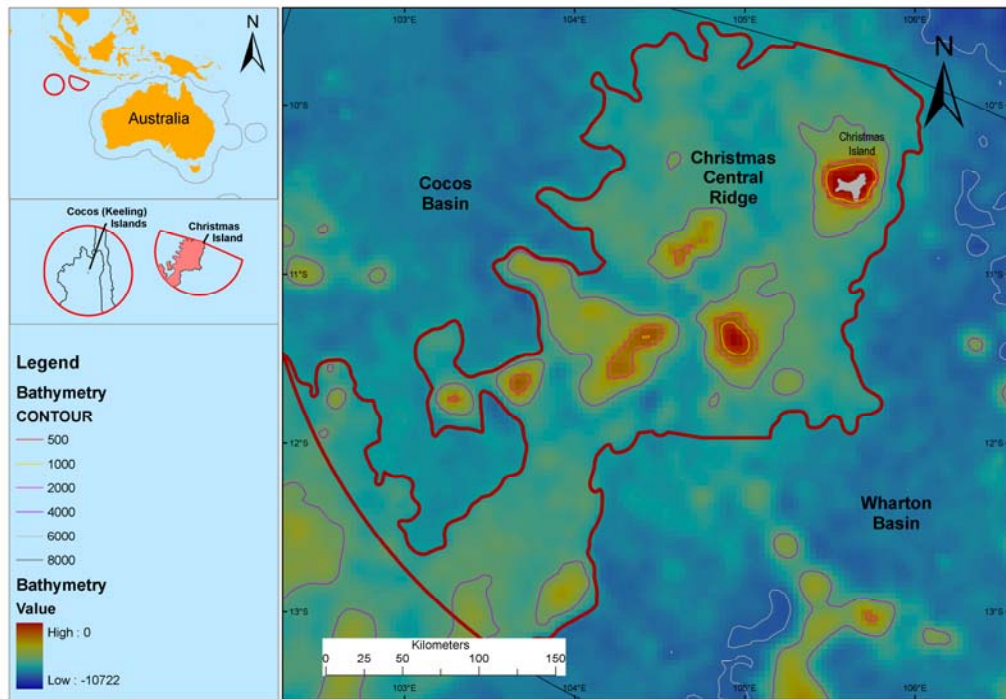 N
Australia
Cocos (Keeling)
Islands
Christmas
Island
Legend
Bathymetry
CONTOUR
500
1000
2000
4000
6000
8000
Bathymetry
Value
High : 0
Low : -10722
103°E
104°E
105°E
106°E
N
10°S
10°S
Christmas
Island
Christmas
Central
Ridge
Cocos
Basin
11°S
11°S
12°S
12°S
Wharton
Basin
13°S
13°S
Kilometers
0 25 50 100 150
103°E
104°E
105°E
106°E